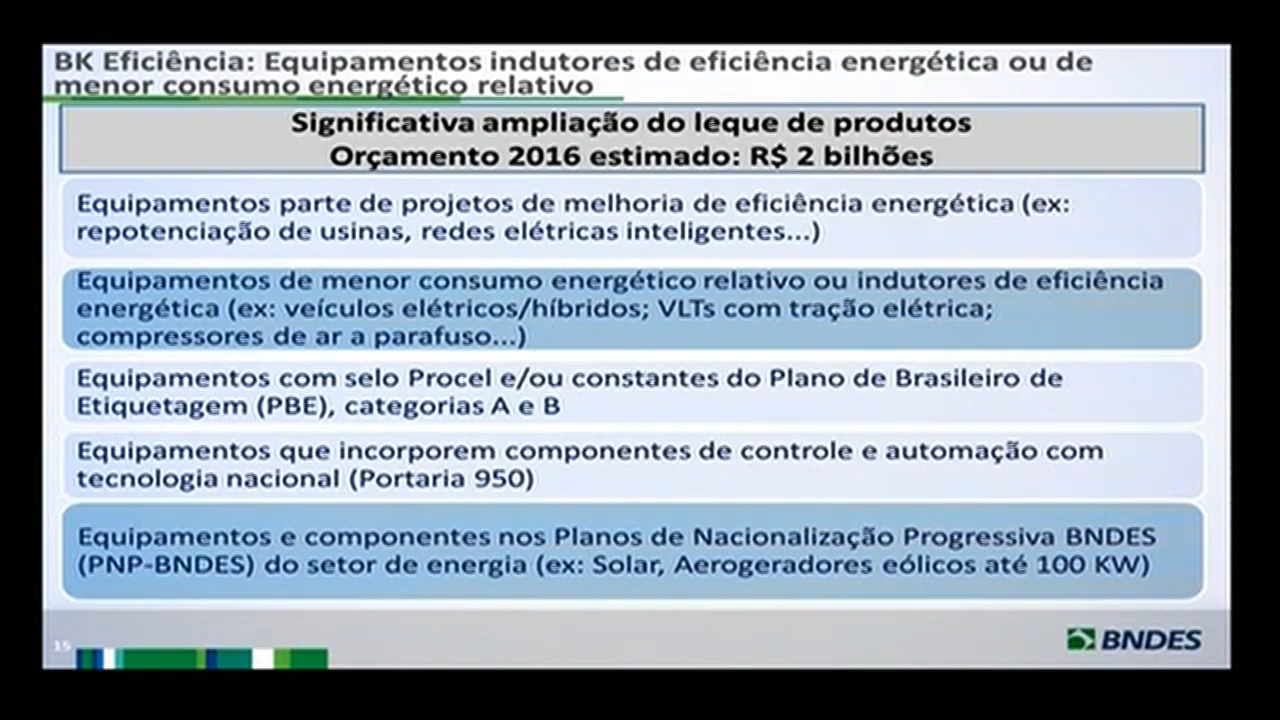 BK Eficiência: Equipamentos indutores de eficiência energética ou de
menor consumo energético relativo
Significativa ampliação do leque de produtos
Orçamento 2016 estimado: R$ 2 bilhões
Equipamentos parte de projetos de melhoria de eficiência energética (ex:
repotenciação de usinas, redes elétricas inteligentes...)
Equipamentos de menor consumo energético relativo ou indutores de eficiência
energética (ex: veículos elétricos/híbridos; VLTs com tração elétrica;
compressores de ar a parafuso...)
Equipamentos com selo Procel e/ou constantes do Plano de Brasileiro de
Etiquetagem (PBE), categorias A e B
Equipamentos que incorporem componentes de controle e automação com
tecnologia nacional (Portaria 950)
Equipamentos e componentes nos Planos de Nacionalização Progressiva BNDES
(PNP-BNDES) do setor de energia (ex: Solar, Aerogeradores eólicos até 100 KW)
15
BNDES